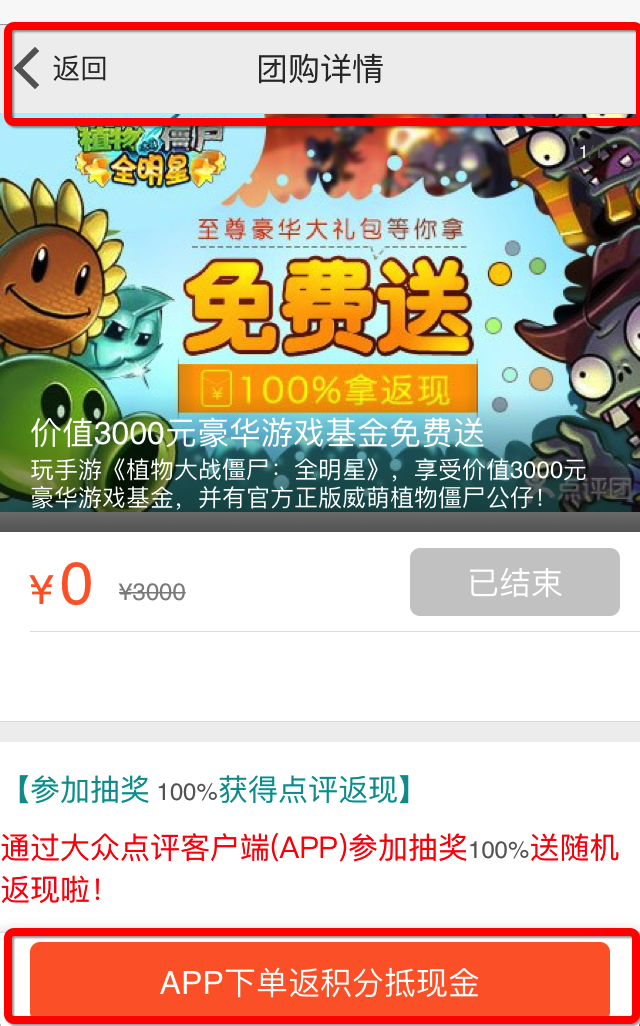 返回
团购详情
植物 僵尸
全明星
1
至尊豪华大礼包等你拿
免费送
¥ 100%拿返现
价值3000元豪华游戏基金免费送
玩手游《植物大战僵尸：全明星》，享受价值3000元
豪华游戏基金，并有官方正版威萌植物僵尸公仔！
点评团
¥0 ¥3000
已结束
【参加抽奖 100%获得点评返现】
通过大众点评客户端(APP)参加抽奖100%送随机
返现啦！
APP下单返积分抵现金